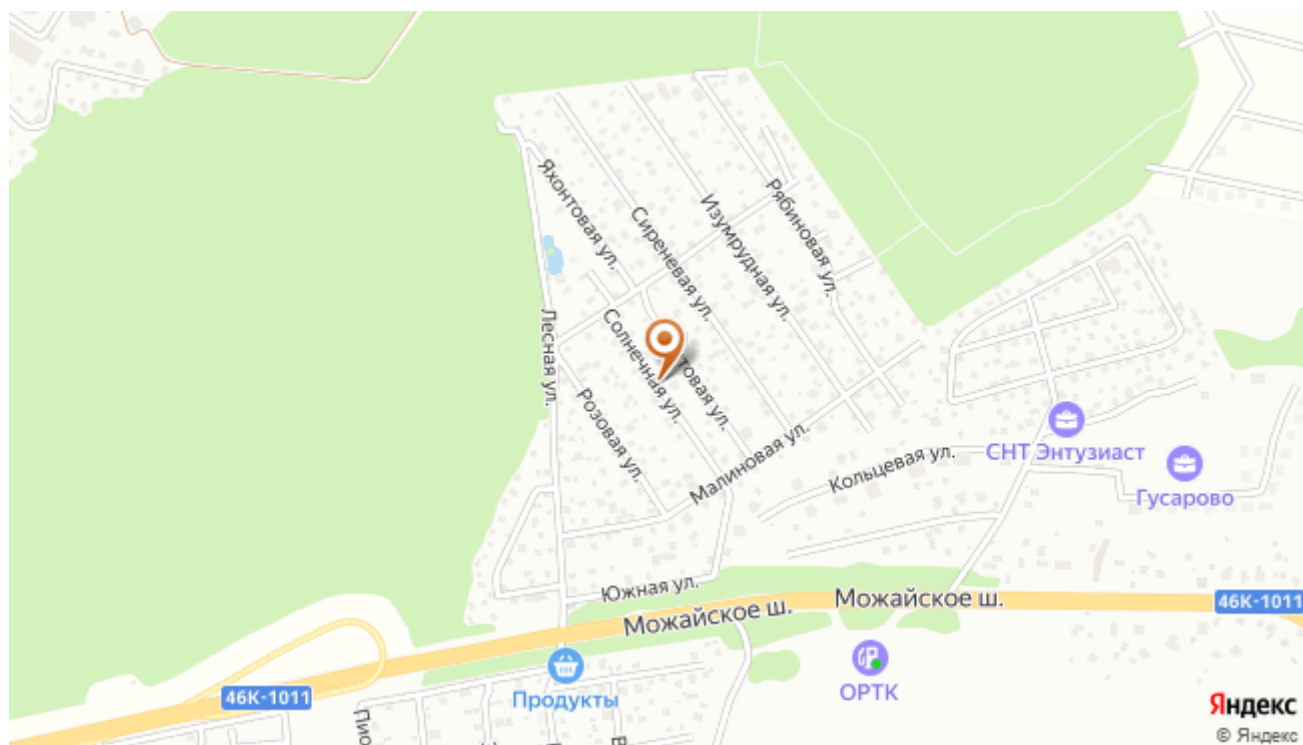 Яхонтовая ул.
Сиреневая ул.
Изумрудная ул.
Рябиновая ул.
Лесная ул.
Солнечная ул.
товая ул.
Розовая ул.
Малиновая ул.
Кольцевая ул.
СНТ Энтузиаст
Гусарово
Южная ул.
Можайское ш.
Можайское ш.
46К-1011
46К-1011
Продукты
ОРТК
Пио
В
Яндекс
© Яндекс